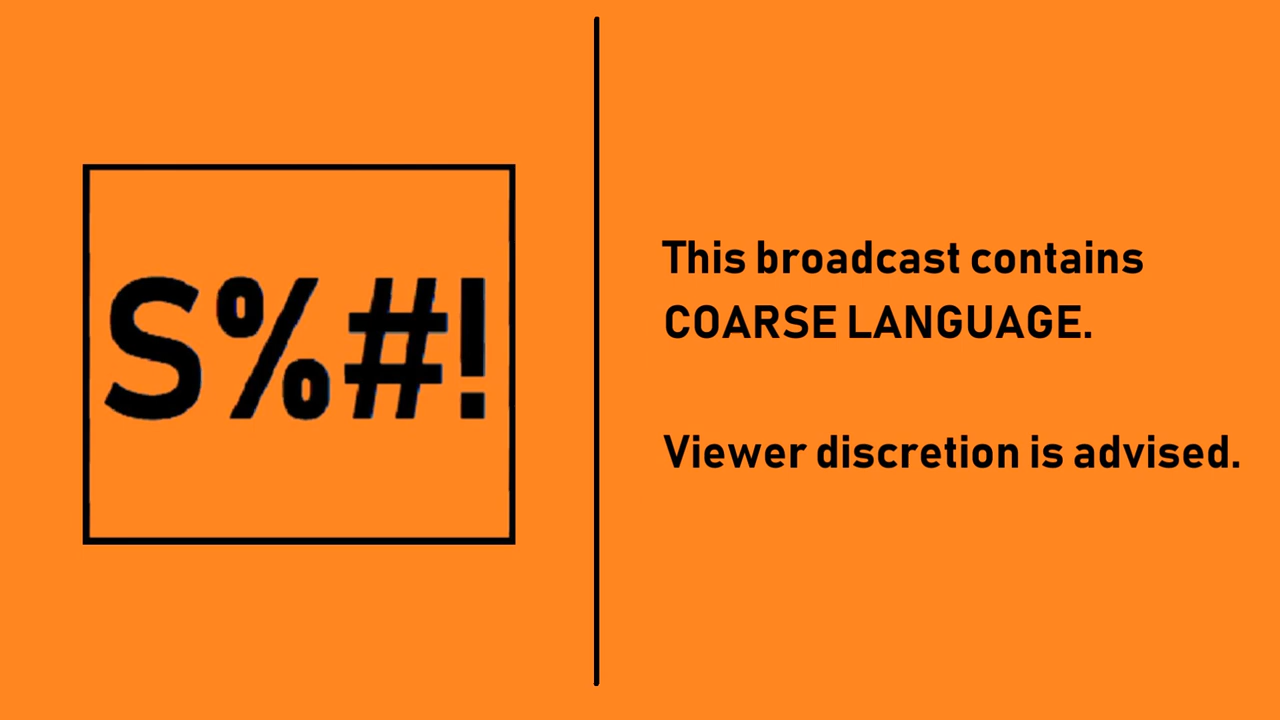 S%#!
This broadcast contains
COARSE LANGUAGE.
Viewer discretion is advised.